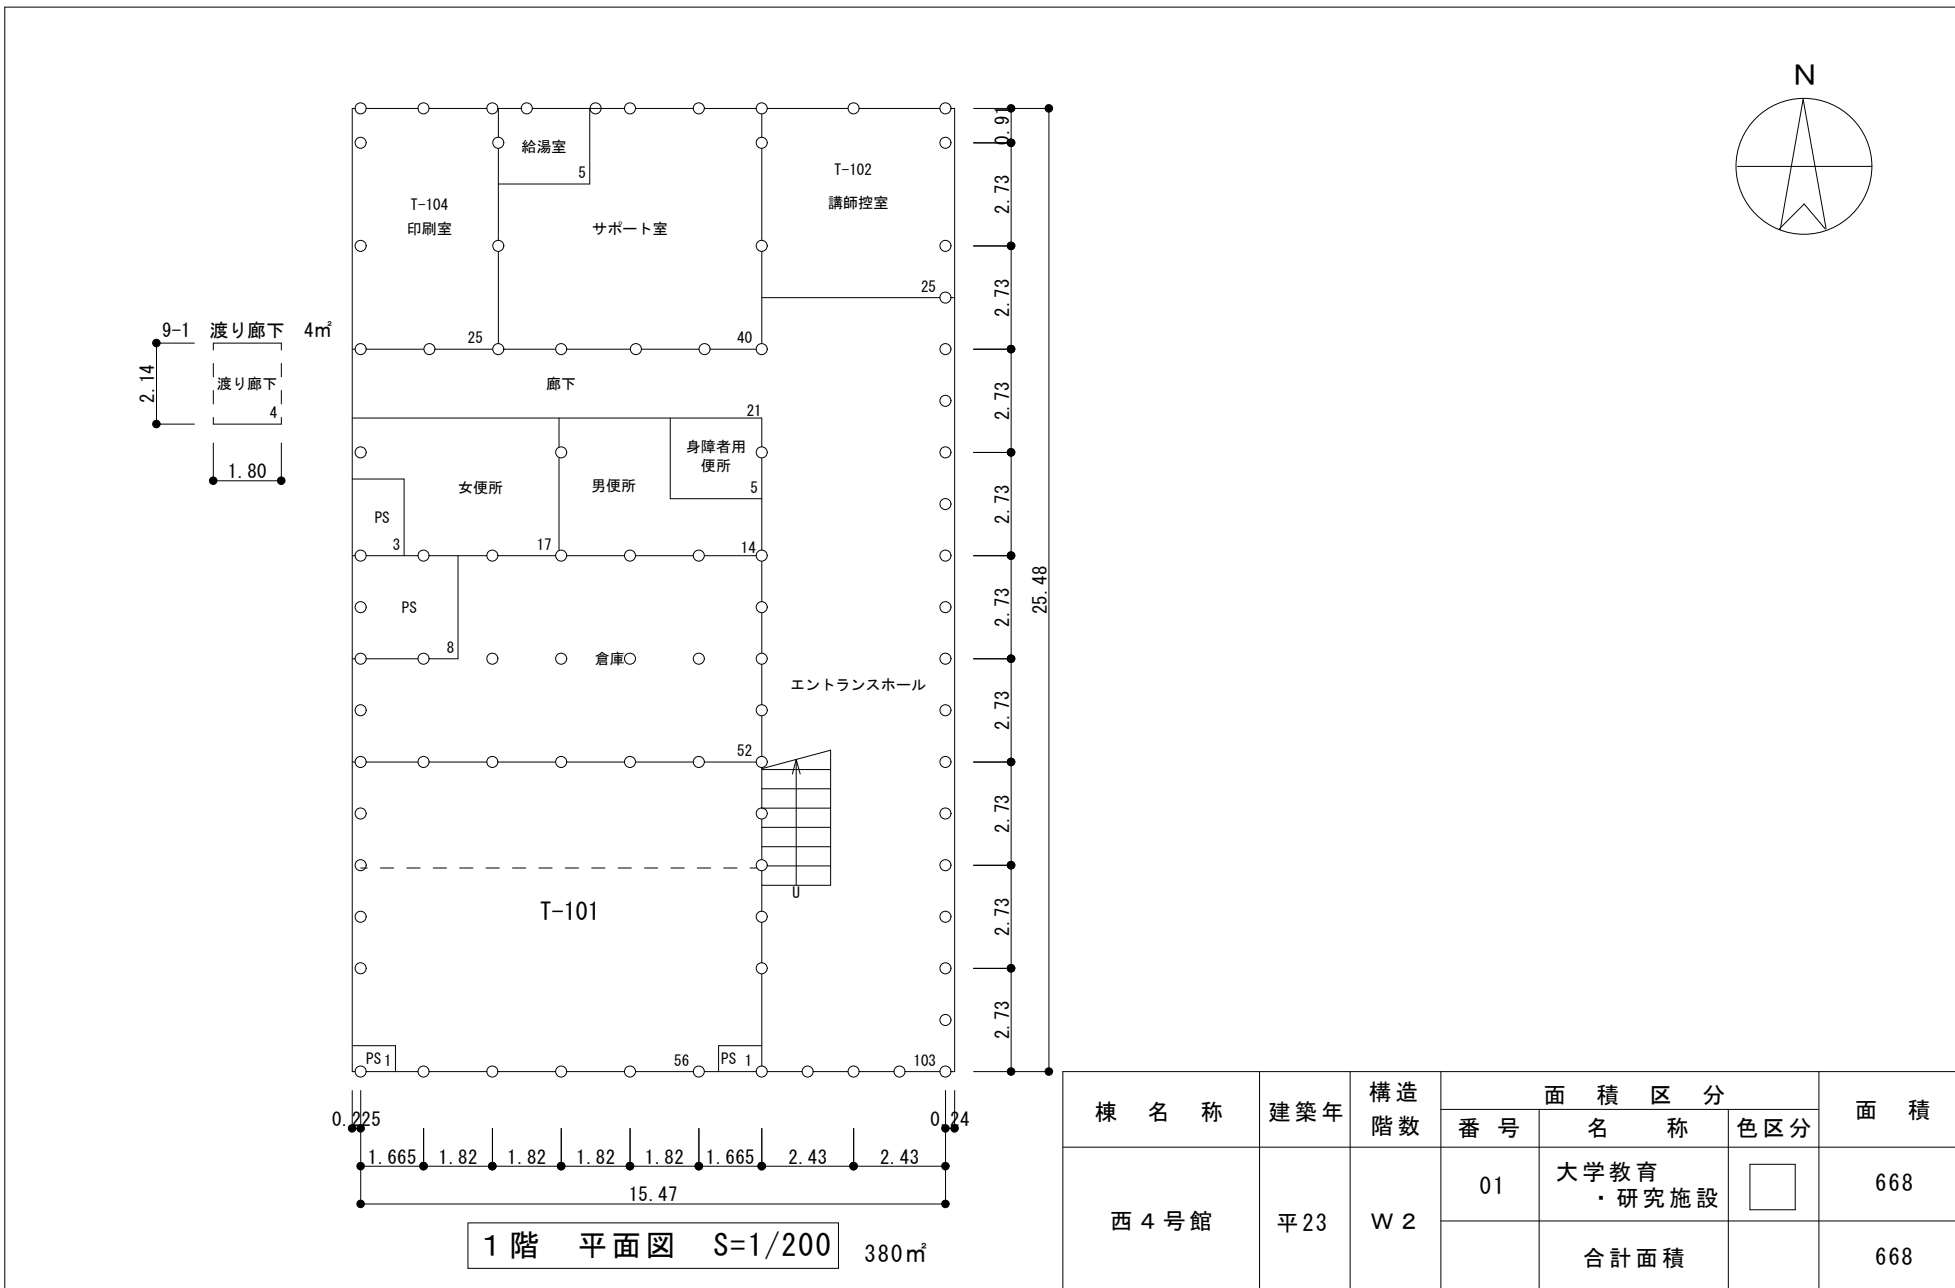 N
給湯室
5
T-102
講師控室
T-104
印刷室
サポート室
25
25
40
9-1 渡り廊下 4㎡
渡り廊下
4
2.14
1.80
廊下
21
身障者用
便所
5
女便所
男便所
PS
3
17
14
PS
8
倉庫
エントランスホール
52
U
T-101
PS 1
56
PS 1
103
0.91
2.73
2.73
2.73
2.73
2.73
2.73
2.73
2.73
2.73
25.48
0.225
0.24
1.665 1.82 1.82 1.82 1.82 1.665 2.43 2.43
15.47
1階 平面図 S=1/200
380㎡
棟名称
建築年
構造
階数
面積区分
番号
名称
色区分
面積
西4号館
平23
W2
01
大学教育
・研究施設
668
合計面積
668